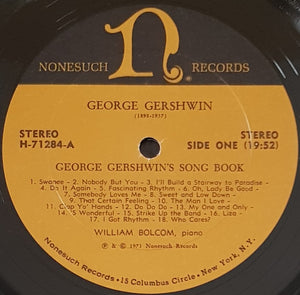 n
NONESUCH RECORDS
GEORGE GERSHWIN
(1898-1937)
STEREO STEREO
H-71284-A SIDE ONE (19:52)
GEORGE GERSHWIN'S SONG BOOK
1. Swanee - 2. Nobody But You - 3. I'll Build a Stairway to Paradise -
4. Do It Again - 5. Fascinating Rhythm - 6. Oh, Lady Be Good -
7. Somebody Loves Me - 8. Sweet and Low Down -
9. That Certain Feeling - 10. The Man I Love -
11. Clap Yo' Hands - 12. Do Do Do - 13. My One and Only -
14. 'S Wonderful - 15. Strike Up the Band - 16. Liza -
17. I Got Rhythm - 18. Who Cares?
WILLIAM BOLCOM, piano
℗ & © 1973 Nonesuch Records
Nonesuch Records • 15 Columbus Circle • New York, N.Y.